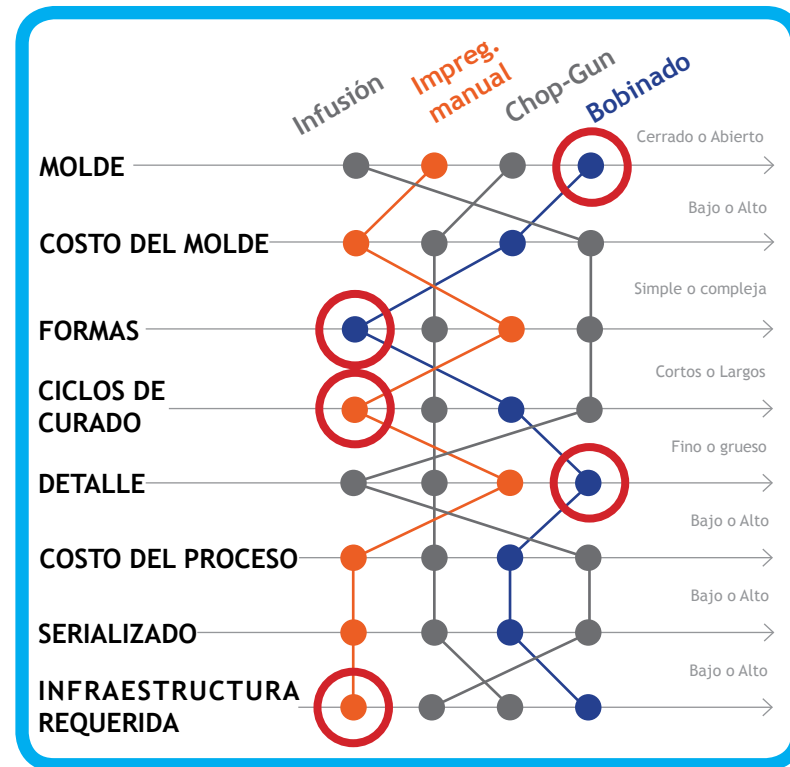 Infusión
Impreg.
manual
Chop-Gun
Bobinado
MOLDE
Cerrado o Abierto
COSTO DEL MOLDE
Bajo o Alto
FORMAS
Simple o compleja
CICLOS DE
CURADO
Cortos o Largos
DETALLE
Fino o grueso
COSTO DEL PROCESO
Bajo o Alto
SERIALIZADO
Bajo o Alto
INFRAESTRUCTURA
REQUERIDA
Bajo o Alto